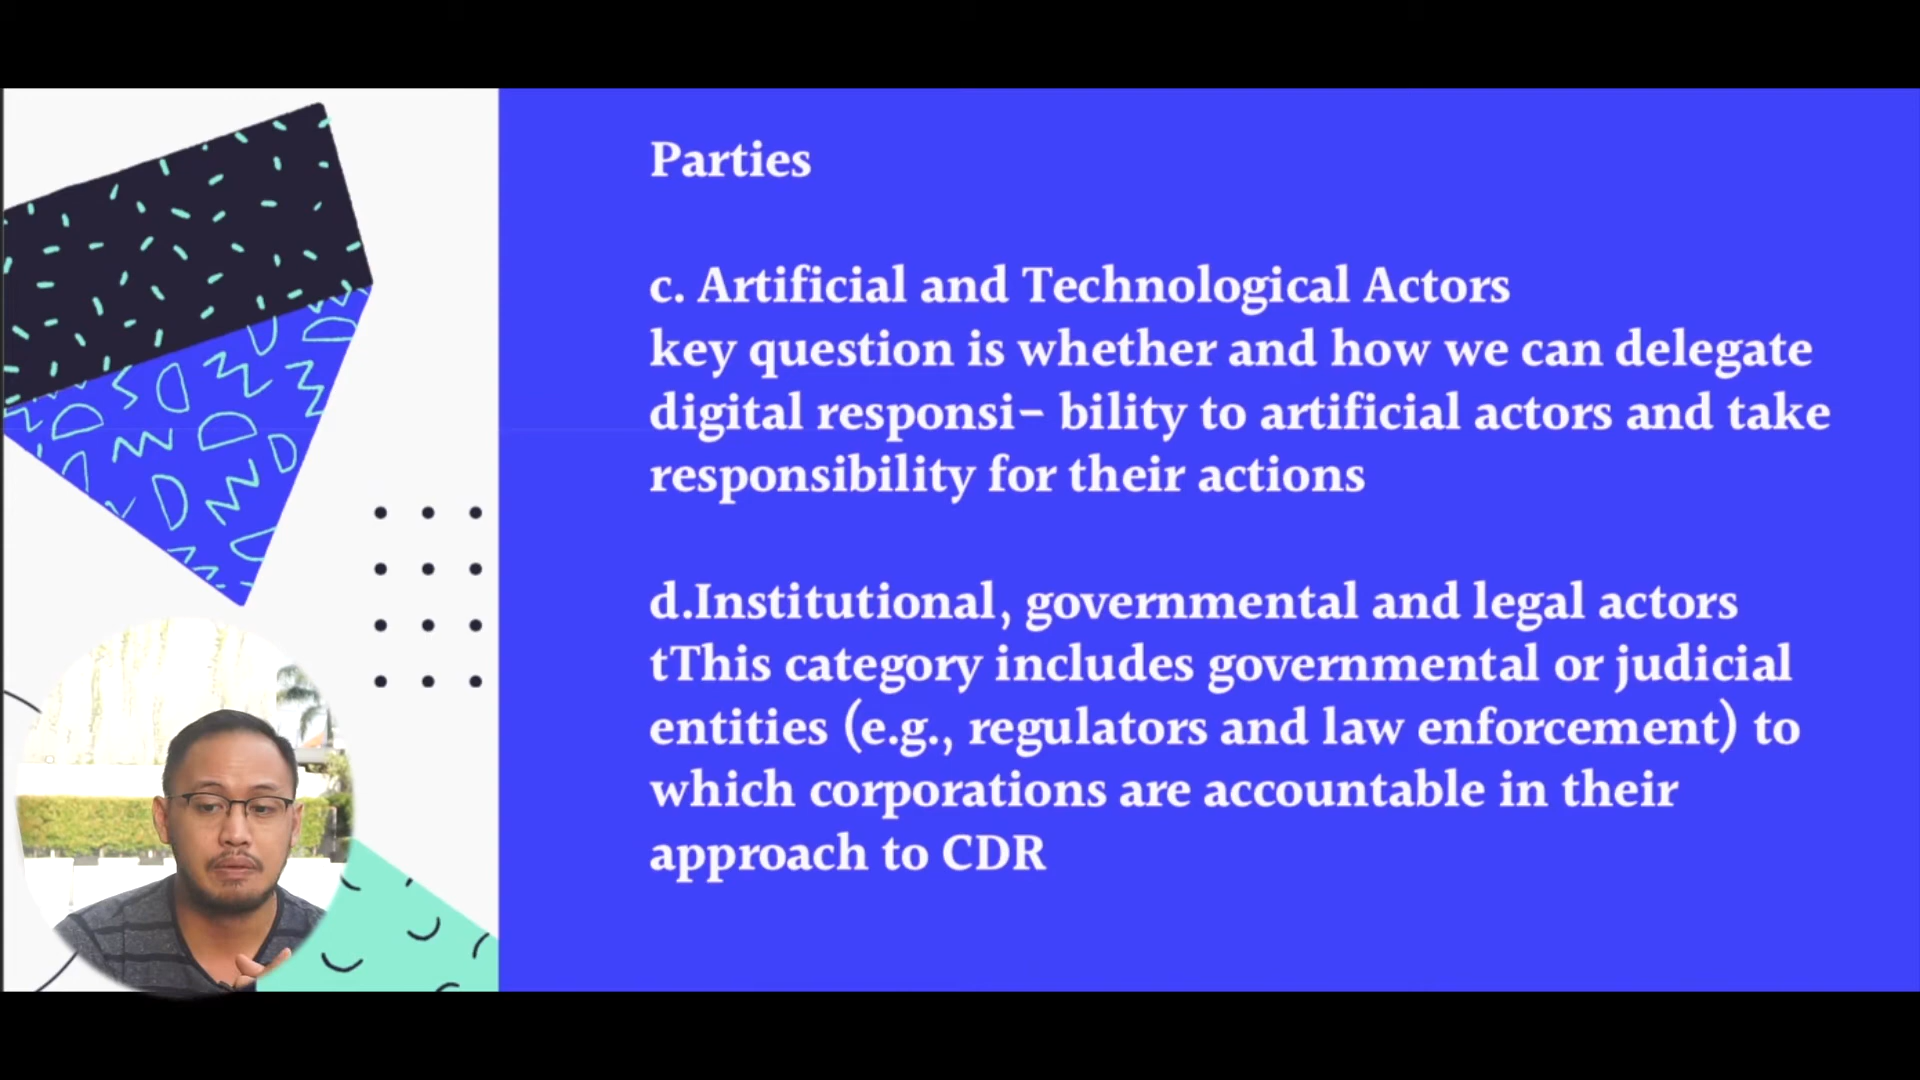 Parties
c. Artificial and Technological Actors
key question is whether and how we can delegate
digital responsi- bility to artificial actors and take
responsibility for their actions
d.Institutional, governmental and legal actors
tThis category includes governmental or judicial
entities (e.g., regulators and law enforcement) to
which corporations are accountable in their
approach to CDR